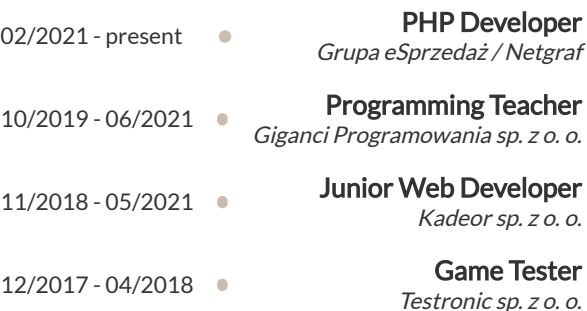 02/2021 - present
PHP Developer
Grupa eSprzedaż / Netgraf
10/2019 - 06/2021
Programming Teacher
Giganci Programowania sp. z o. o.
11/2018 - 05/2021
Junior Web Developer
Kadeor sp. z o. o.
12/2017 - 04/2018
Game Tester
Testronic sp. z o. o.